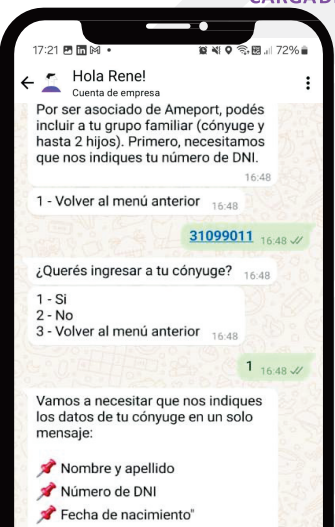 17:21 72%
Hola Rene!
Cuenta de empresa
Por ser asociado de Ameport, podés
incluir a tu grupo familiar (cónyuge y
hasta 2 hijos). Primero, necesitamos
que nos indiques tu número de DNI.
16:48
1 - Volver al menú anterior 16:48
31099011 16:48
¿Querés ingresar a tu cónyuge? 16:48
1 - Si
2 - No
3 - Volver al menú anterior 16:48
1 16:48
Vamos a necesitar que nos indiques
los datos de tu cónyuge en un solo
mensaje:
📌 Nombre y apellido
📌 Número de DNI
📌 Fecha de nacimiento"